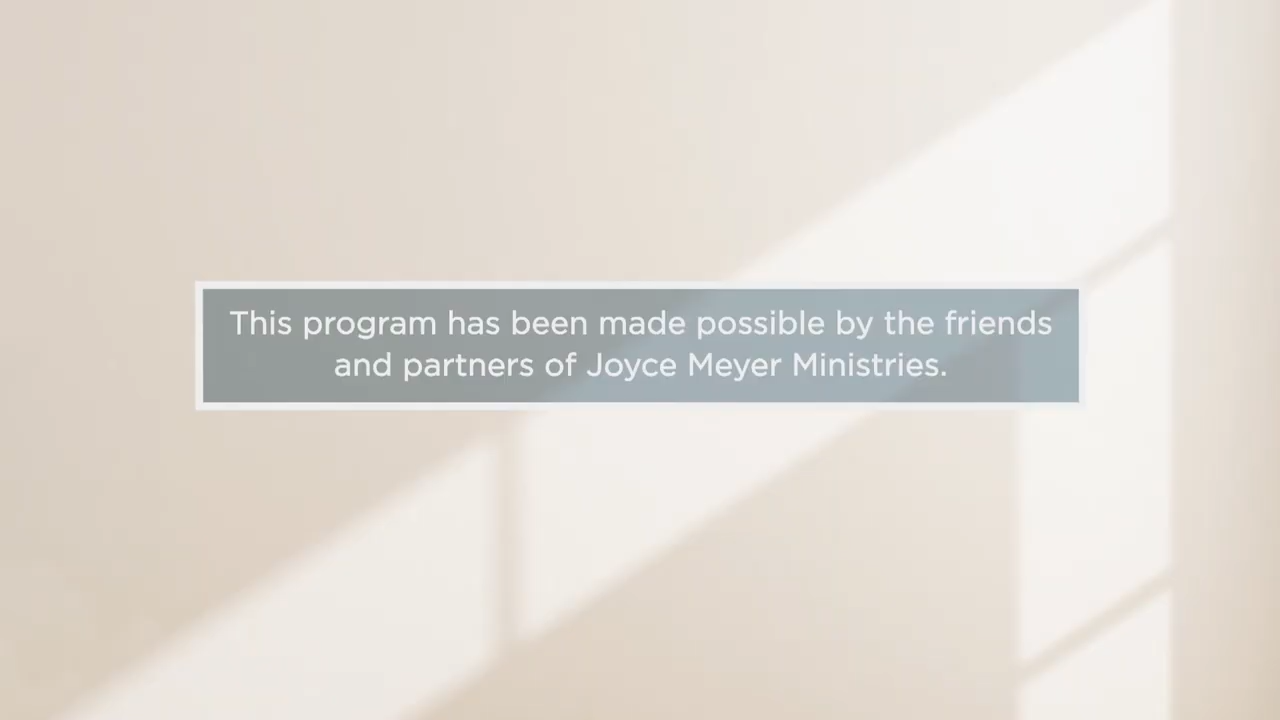 This program has been made possible by the friends
and partners of Joyce Meyer Ministries.